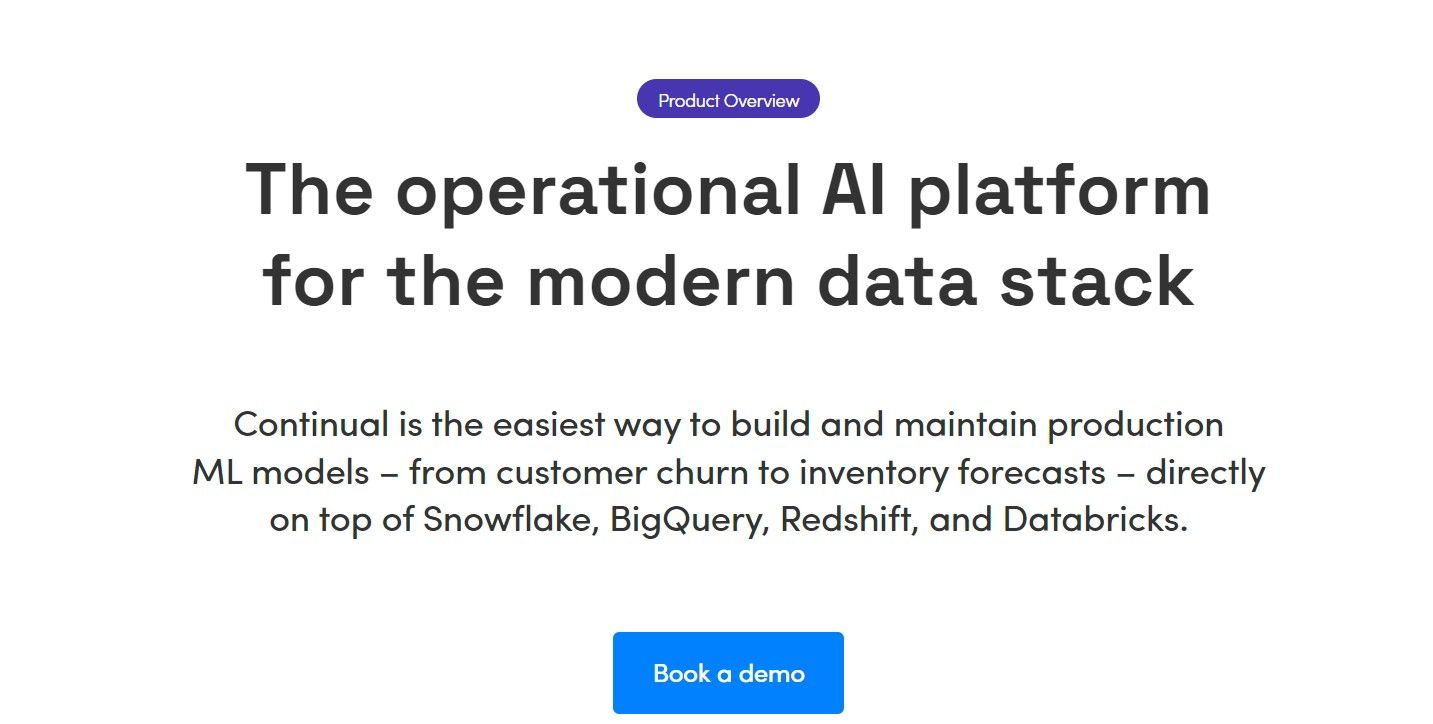 Product Overview
The operational AI platform
for the modern data stack
Continual is the easiest way to build and maintain production
ML models – from customer churn to inventory forecasts – directly
on top of Snowflake, BigQuery, Redshift, and Databricks.
Book a demo